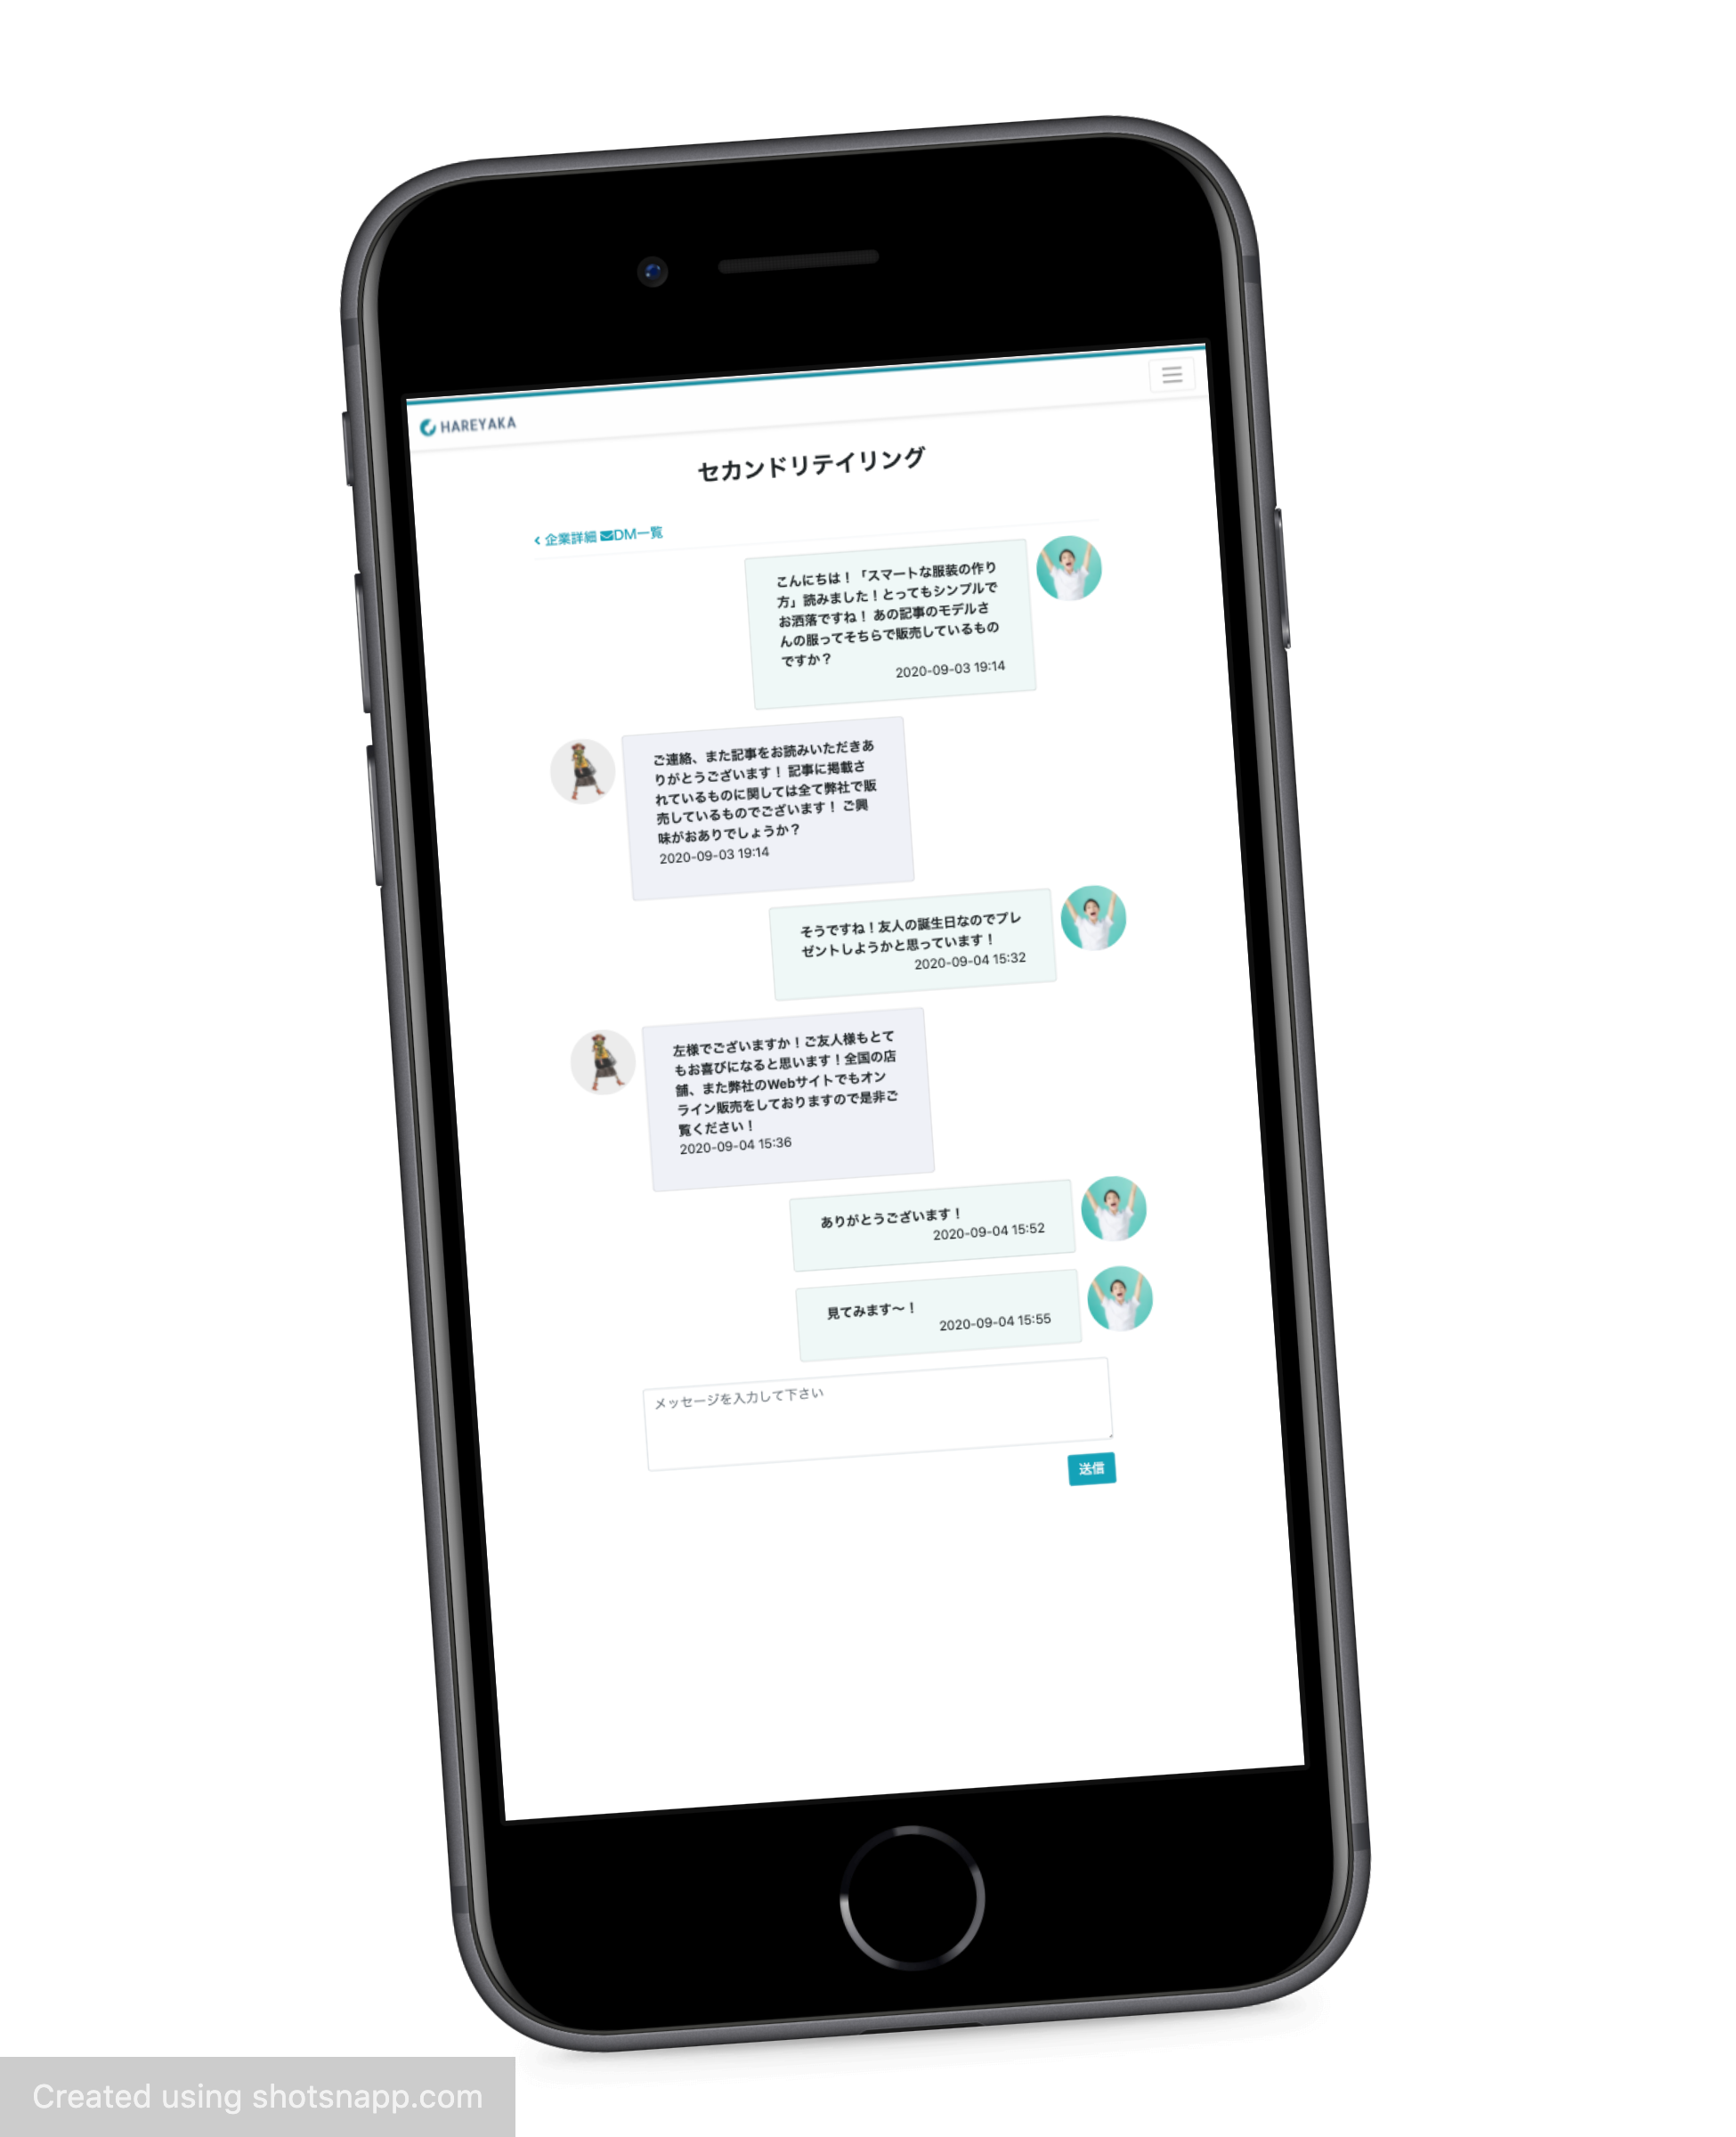 HAREYAKA
セカンドリテイリング
企業詳細 DM一覧
こんにちは！「スマートな服装の作り
方」読みました！とってもシンプルで
お洒落ですね！ あの記事のモデルさ
んの服ってそちらで販売しているもの
ですか？
2020-09-03 19:14
ご連絡、また記事をお読みいただきあ
りがとうございます！ 記事に掲載さ
れているものに関しては全て弊社で販
売しているものでございます！ ご興
味がおありでしょうか？
2020-09-03 19:14
そうですね！友人の誕生日なのでプレ
ゼントしようかと思っています！
2020-09-04 15:32
左様でございますか！ご友人様もとて
もお喜びになると思います！全国の店
舗、また弊社のWebサイトでもオン
ライン販売をしておりますので是非ご
覧ください！
2020-09-04 15:36
ありがとうございます！
2020-09-04 15:52
見てみます〜！
2020-09-04 15:55
メッセージを入力して下さい
送信
Created using shotsnapp.com